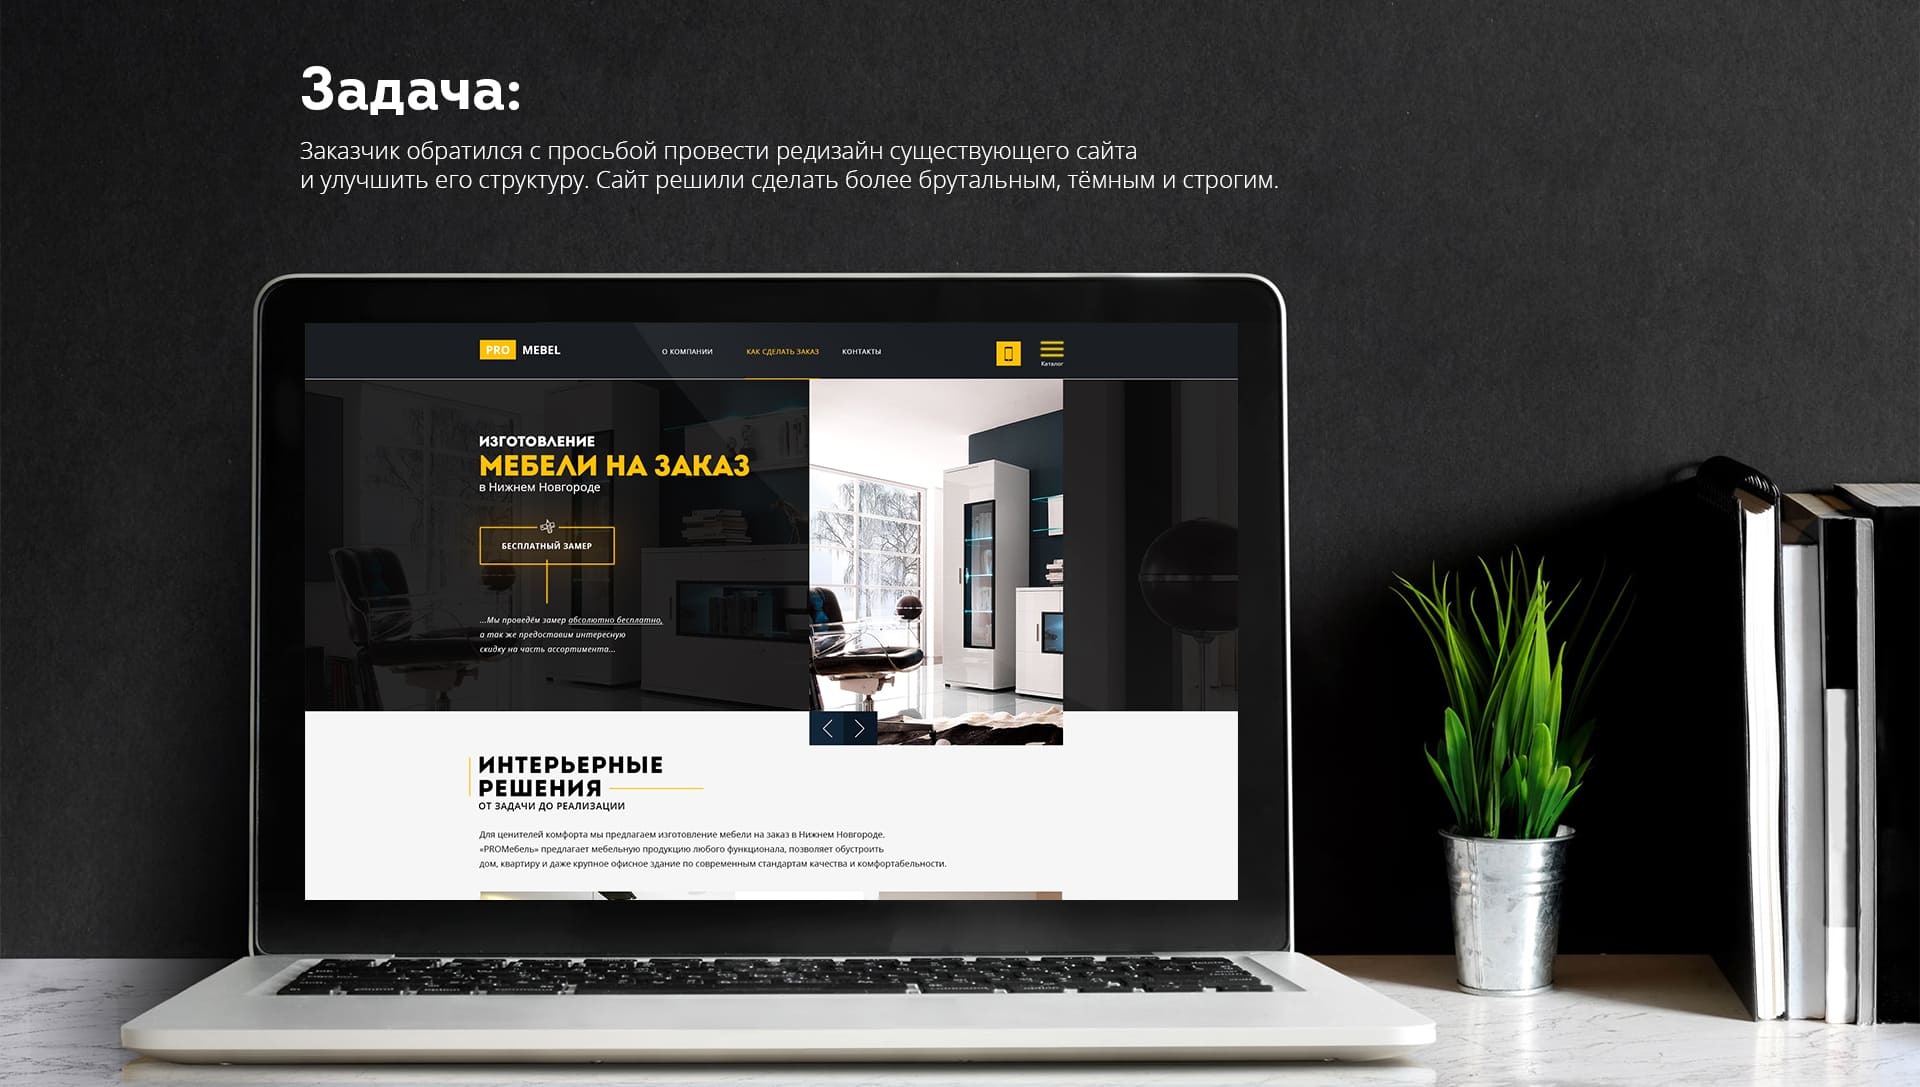 Задача:
Заказчик обратился с просьбой провести редизайн существующего сайта
и улучшить его структуру. Сайт решили сделать более брутальным, тёмным и строгим.
PRO MEBEL
О КОМПАНИИ
КАК СДЕЛАТЬ ЗАКАЗ
КОНТАКТЫ
Каталог
ИЗГОТОВЛЕНИЕ
МЕБЕЛИ НА ЗАКАЗ
в Нижнем Новгороде
БЕСПЛАТНЫЙ ЗАМЕР
...Мы проведём замер абсолютно бесплатно,
а так же предоставим интересную
скидку на часть ассортимента...
ИНТЕРЬЕРНЫЕ
РЕШЕНИЯ
ОТ ЗАДАЧИ ДО РЕАЛИЗАЦИИ
Для ценителей комфорта мы предлагаем изготовление мебели на заказ в Нижнем Новгороде.
«PROМебель» предлагает мебельную продукцию любого функционала, позволяет обустроить
дом, квартиру и даже крупное офисное здание по современным стандартам качества и комфортабельности.